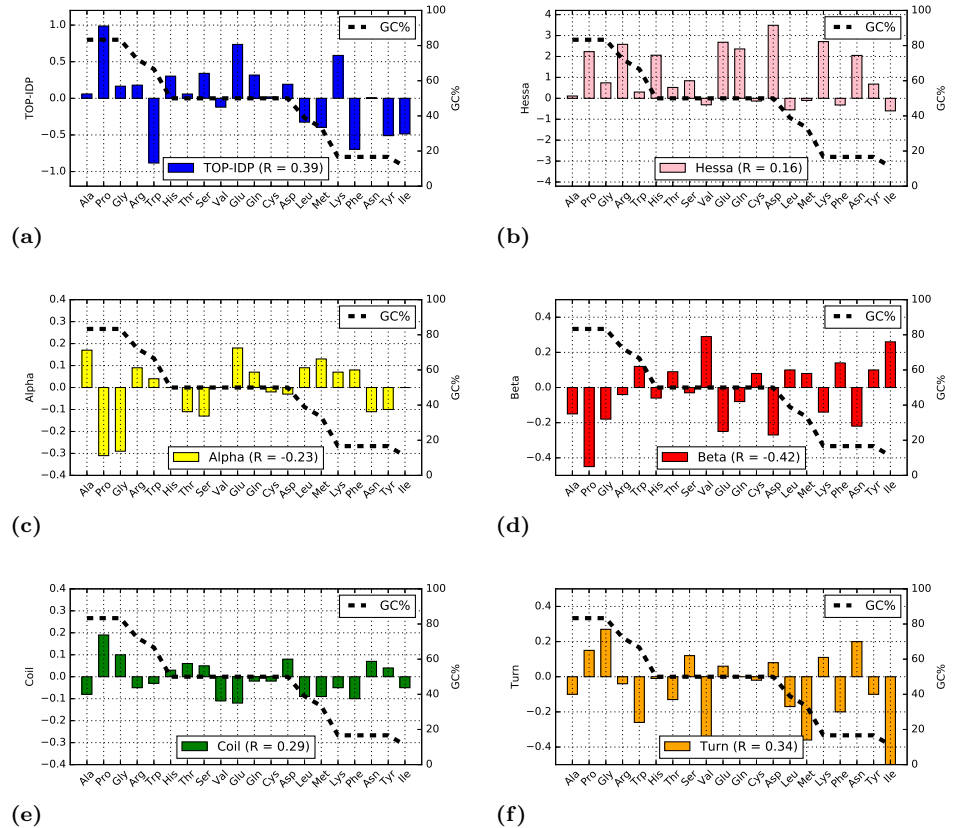 GC%
TOP-IDP (R = 0.39)
TOP-IDP
1.0
0.5
0.0
−0.5
−1.0
100
80
60
40
20
0
GC%
Ala Pro Gly Arg Trp His Thr Ser Val Glu Gln Cys Asp Leu Met Lys Phe Asn Tyr Ile
(a)
GC%
Hessa (R = 0.16)
Hessa
4
3
2
1
0
−1
−2
−3
−4
100
80
60
40
20
0
GC%
Ala Pro Gly Arg Trp His Thr Ser Val Glu Gln Cys Asp Leu Met Lys Phe Asn Tyr Ile
(b)
GC%
Alpha (R = -0.23)
Alpha
0.4
0.3
0.2
0.1
0.0
−0.1
−0.2
−0.3
−0.4
100
80
60
40
20
0
GC%
Ala Pro Gly Arg Trp His Thr Ser Val Glu Gln Cys Asp Leu Met Lys Phe Asn Tyr Ile
(c)
GC%
Beta (R = -0.42)
Beta
0.4
0.2
0.0
−0.2
−0.4
100
80
60
40
20
0
GC%
Ala Pro Gly Arg Trp His Thr Ser Val Glu Gln Cys Asp Leu Met Lys Phe Asn Tyr Ile
(d)
GC%
Coil (R = 0.29)
Coil
0.4
0.3
0.2
0.1
0.0
−0.1
−0.2
−0.3
−0.4
100
80
60
40
20
0
GC%
Ala Pro Gly Arg Trp His Thr Ser Val Glu Gln Cys Asp Leu Met Lys Phe Asn Tyr Ile
(e)
GC%
Turn (R = 0.34)
Turn
0.4
0.2
0.0
−0.2
−0.4
100
80
60
40
20
0
GC%
Ala Pro Gly Arg Trp His Thr Ser Val Glu Gln Cys Asp Leu Met Lys Phe Asn Tyr Ile
(f)